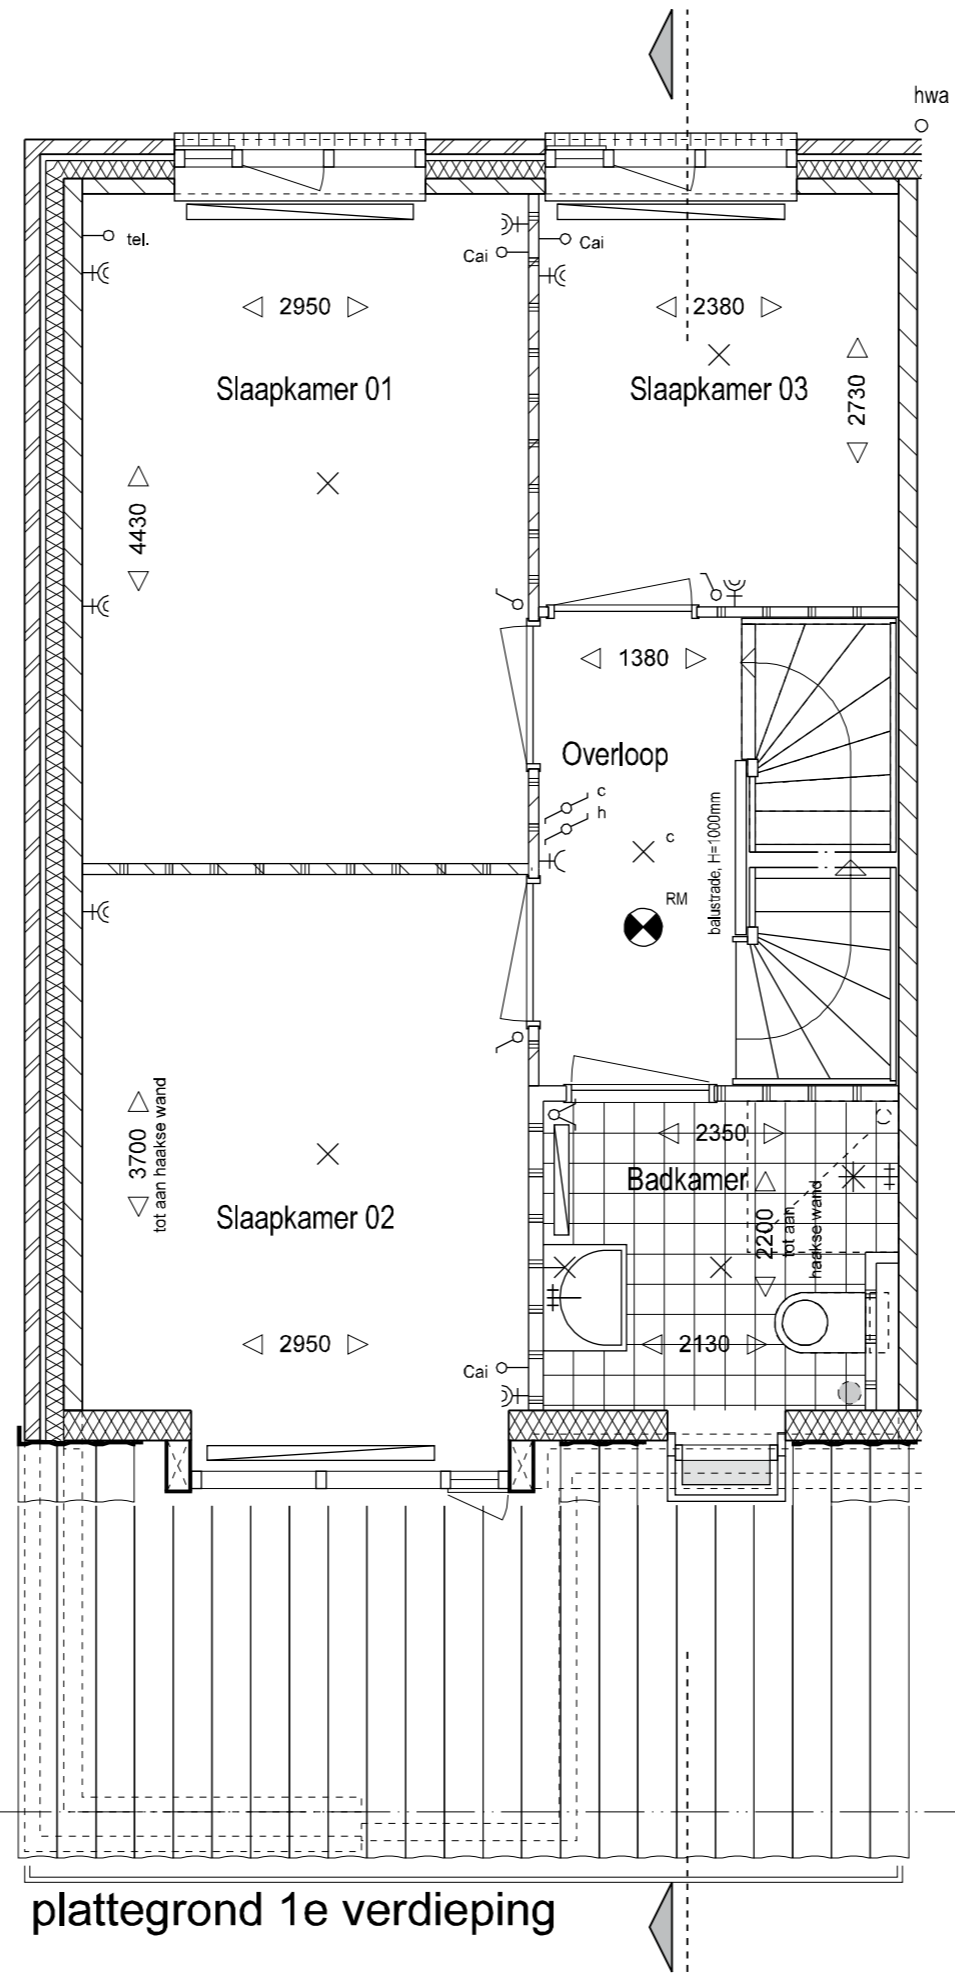 hwa
tel.
Cai
Cai
2950
2380
Slaapkamer 01
Slaapkamer 03
2730
4430
1380
Overloop
c
h
c
balustrade, H=1000mm
RM
3700
tot aan haakse wand
2350
Badkamer
2200
tot aan
haakse wand
Slaapkamer 02
2950
2130
Cai
plattegrond 1e verdieping